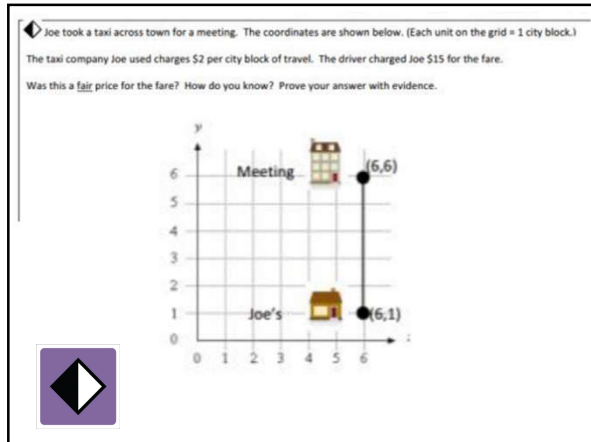 Joe took a taxi across town for a meeting. The coordinates are shown below. (Each unit on the grid = 1 city block.)
The taxi company Joe used charges $2 per city block of travel. The driver charged Joe $15 for the fare.
Was this a fair price for the fare? How do you know? Prove your answer with evidence.
y
6 Meeting (6,6)
5
4
3
2
1 Joe's (6,1)
0
0 1 2 3 4 5 6